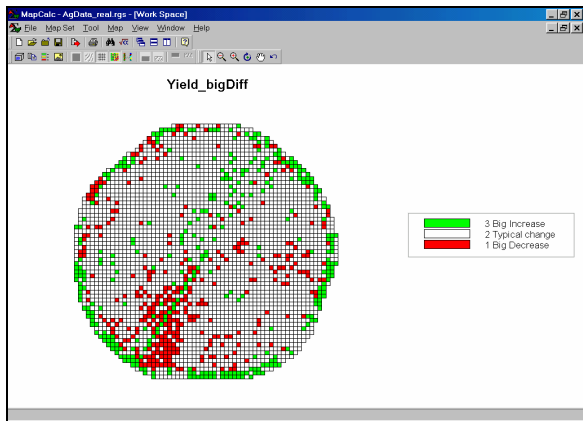 MapCalc - AgData_real.rgs - [Work Space]
File Map Set Tool Map View Window Help
Yield_bigDiff
3 Big Increase
2 Typical change
1 Big Decrease